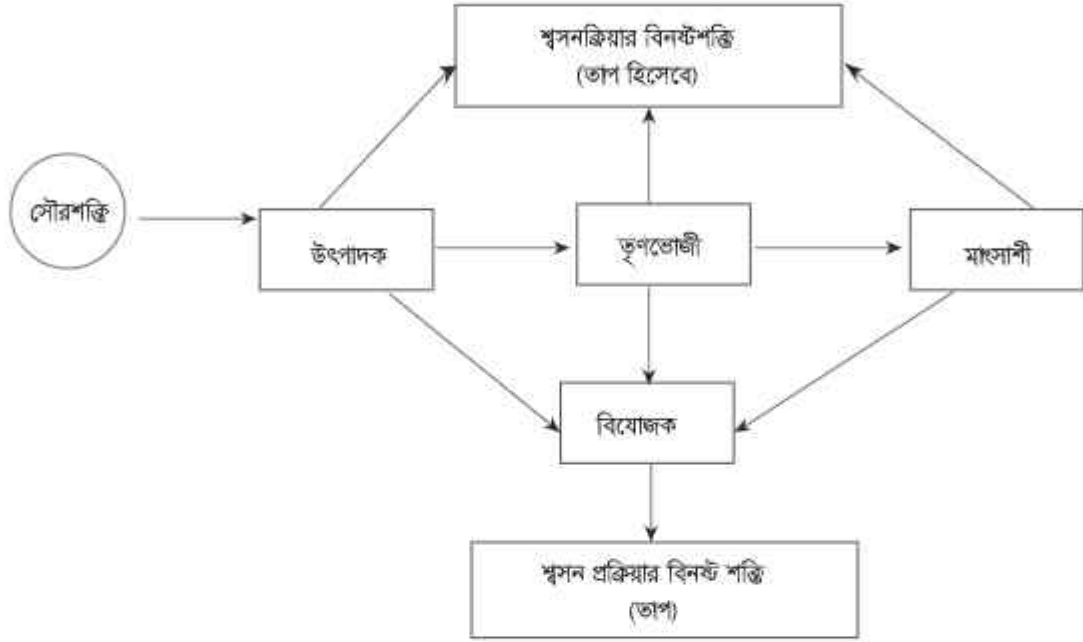 শ্বসনক্রিয়ার বিনষ্টশক্তি
(তাপ হিসেবে)
সৌরশক্তি
উৎপাদক
তৃণভোজী
মাংসাশী
বিযোজক
শ্বসন প্রক্রিয়ার বিনষ্ট শক্তি
(তাপ)